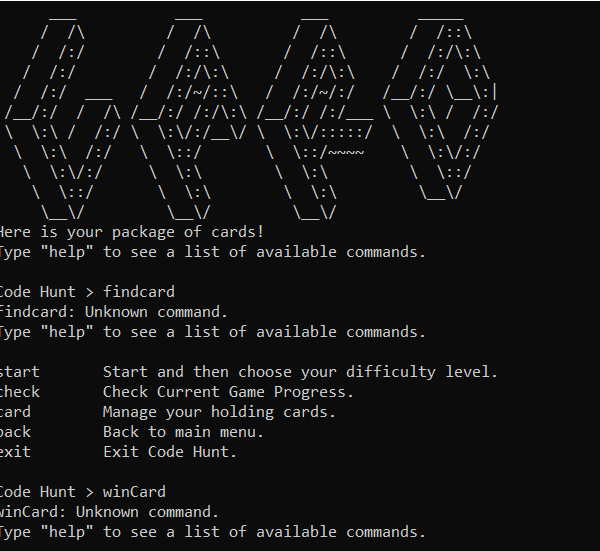 CARD
Here is your package of cards!
Type "help" to see a list of available commands.
Code Hunt > findcard
findcard: Unknown command.
Type "help" to see a list of available commands.
start Start and then choose your difficulty level.
check Check Current Game Progress.
card Manage your holding cards.
back Back to main menu.
exit Exit Code Hunt.
Code Hunt > winCard
winCard: Unknown command.
Type "help" to see a list of available commands.